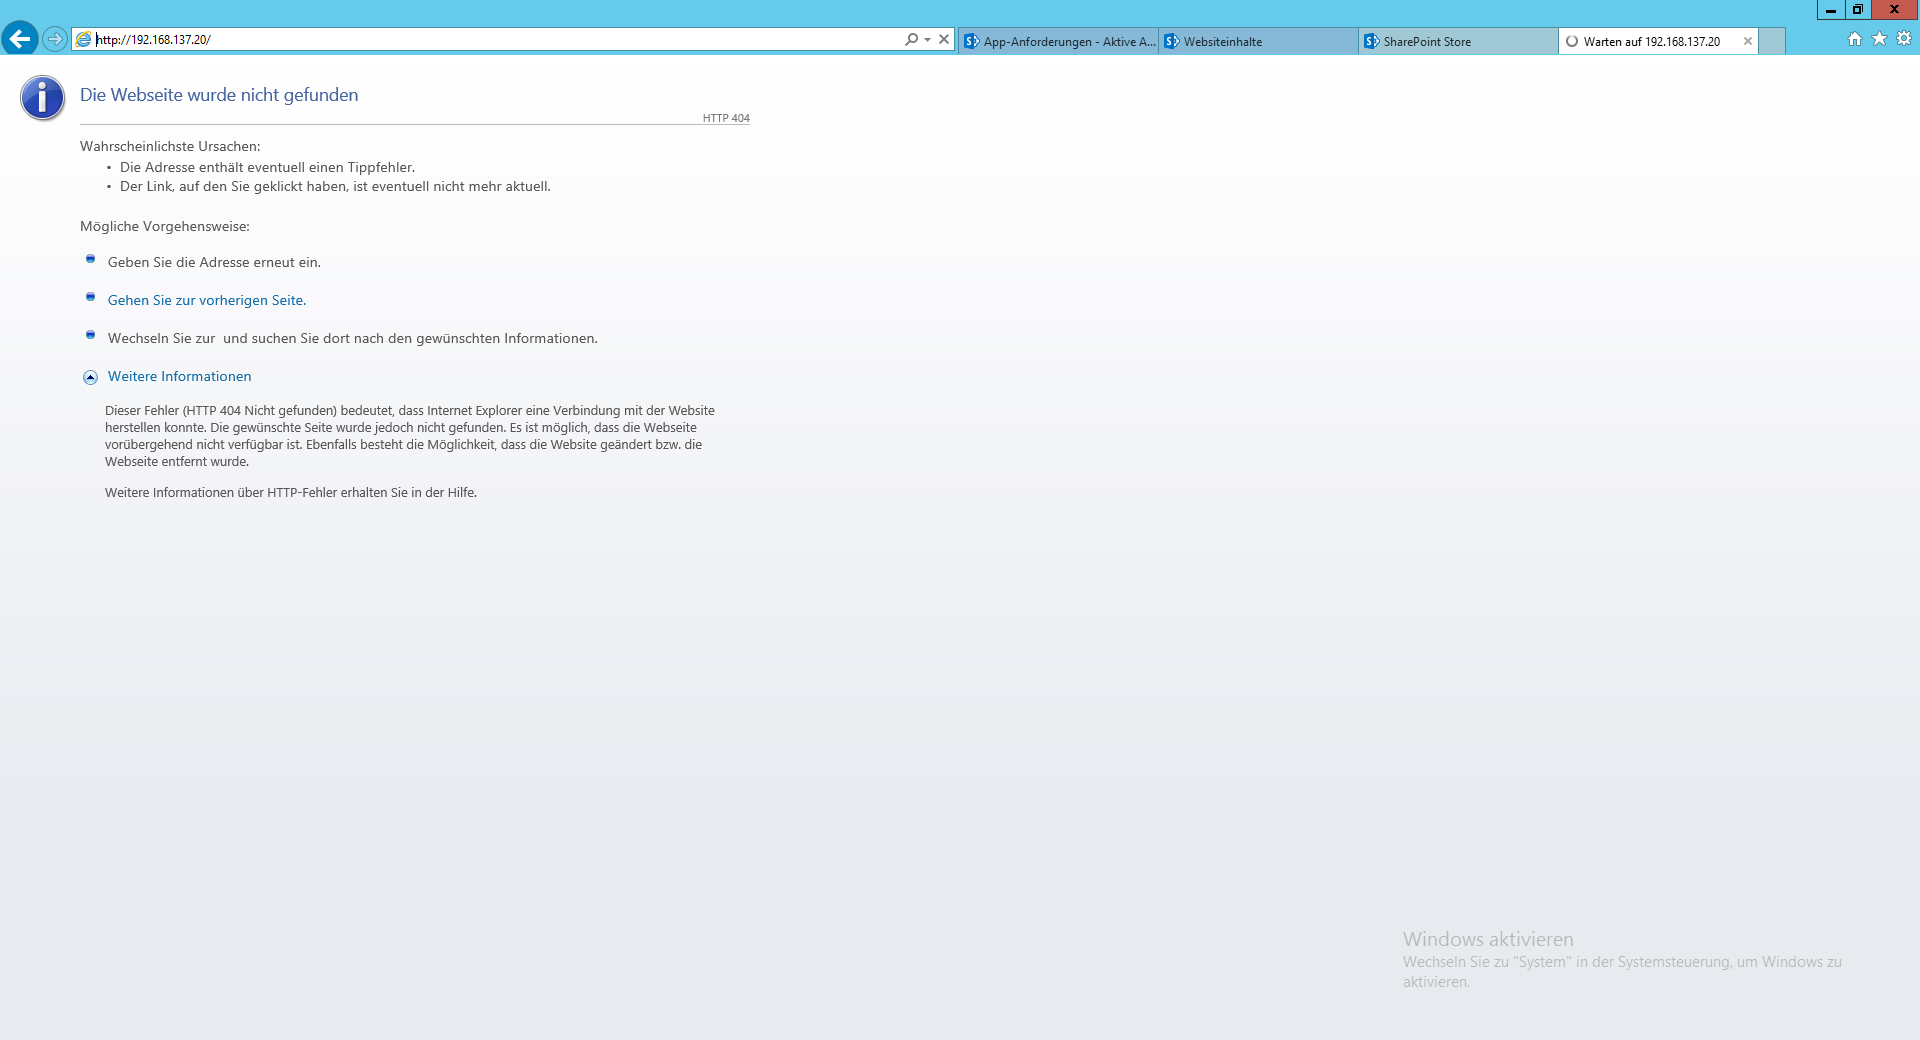 http://192.168.137.20/
App-Anforderungen - Aktive A...
Websiteinhalte
SharePoint Store
Warten auf 192.168.137.20
Die Webseite wurde nicht gefunden
HTTP 404
Wahrscheinlichste Ursachen:
• Die Adresse enthält eventuell einen Tippfehler.
• Der Link, auf den Sie geklickt haben, ist eventuell nicht mehr aktuell.
Mögliche Vorgehensweise:
Geben Sie die Adresse erneut ein.
Gehen Sie zur vorherigen Seite.
Wechseln Sie zur  und suchen Sie dort nach den gewünschten Informationen.
Weitere Informationen
Dieser Fehler (HTTP 404 Nicht gefunden) bedeutet, dass Internet Explorer eine Verbindung mit der Website
herstellen konnte. Die gewünschte Seite wurde jedoch nicht gefunden. Es ist möglich, dass die Webseite
vorübergehend nicht verfügbar ist. Ebenfalls besteht die Möglichkeit, dass die Website geändert bzw. die
Webseite entfernt wurde.
Weitere Informationen über HTTP-Fehler erhalten Sie in der Hilfe.
Windows aktivieren
Wechseln Sie zu "System" in der Systemsteuerung, um Windows zu
aktivieren.